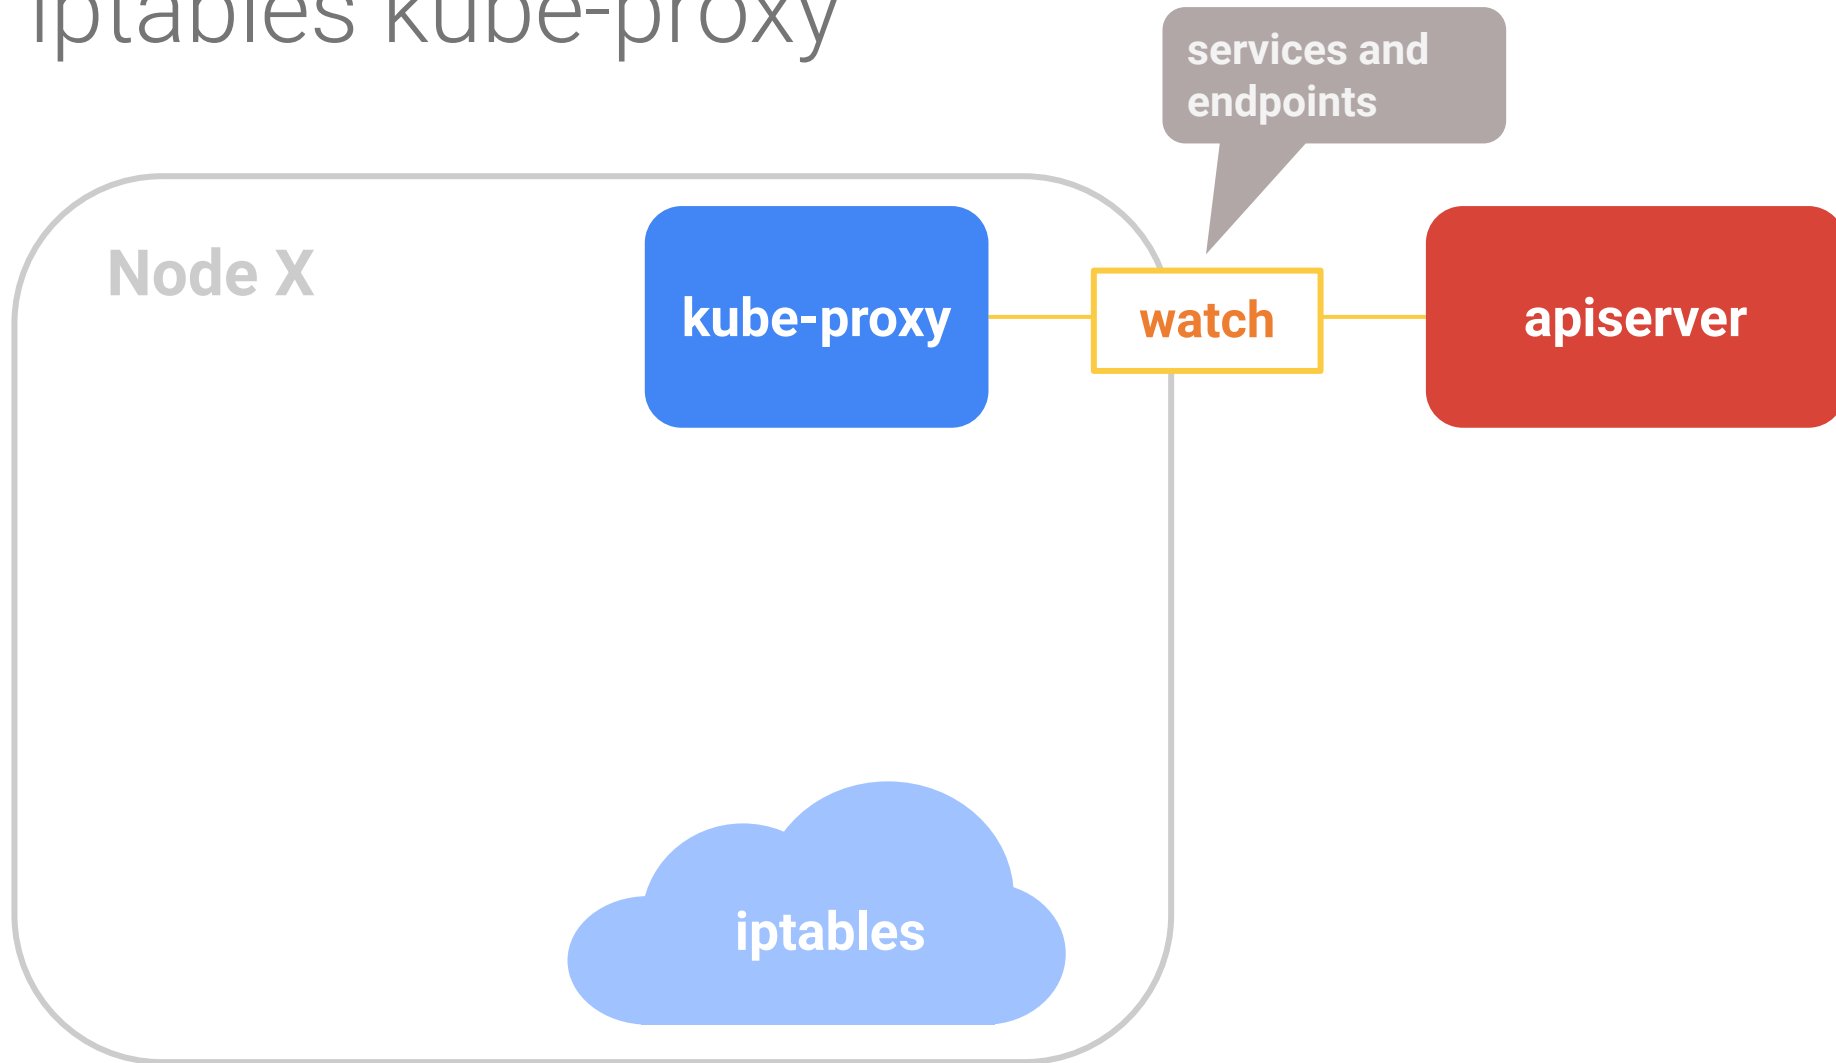 iptables kube-proxy
services and
endpoints
Node X
kube-proxy
watch
apiserver
iptables